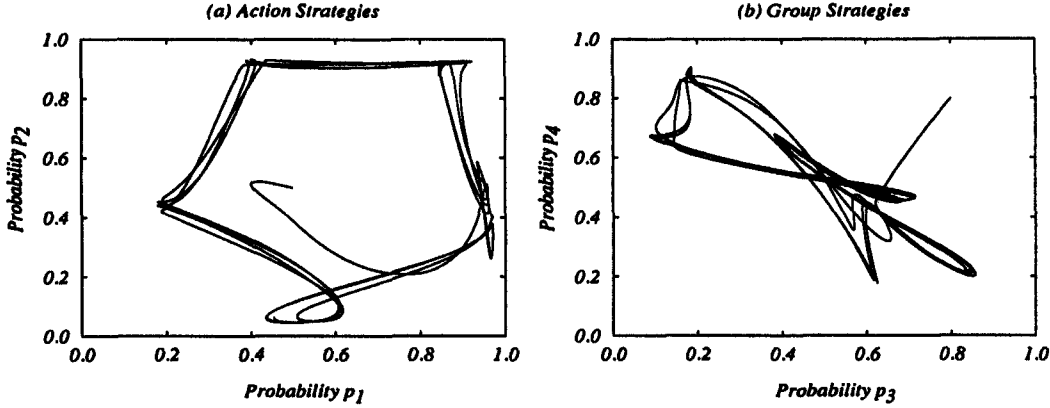 (a) Action Strategies
(b) Group Strategies
1.0
0.8
0.6
0.4
0.2
0.0
Probability p2
0.0 0.2 0.4 0.6 0.8 1.0
Probability p1
1.0
0.8
0.6
0.4
0.2
0.0
Probability p4
0.0 0.2 0.4 0.6 0.8 1.0
Probability p3